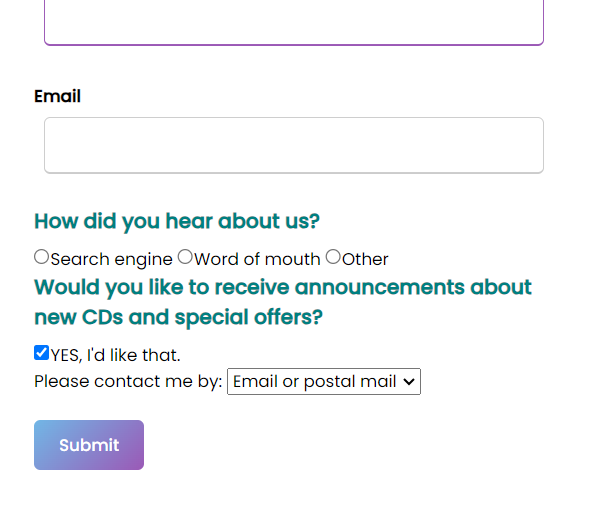 Email
How did you hear about us?
Search engine Word of mouth Other
Would you like to receive announcements about
new CDs and special offers?
YES, I'd like that.
Please contact me by: Email or postal mail
Submit